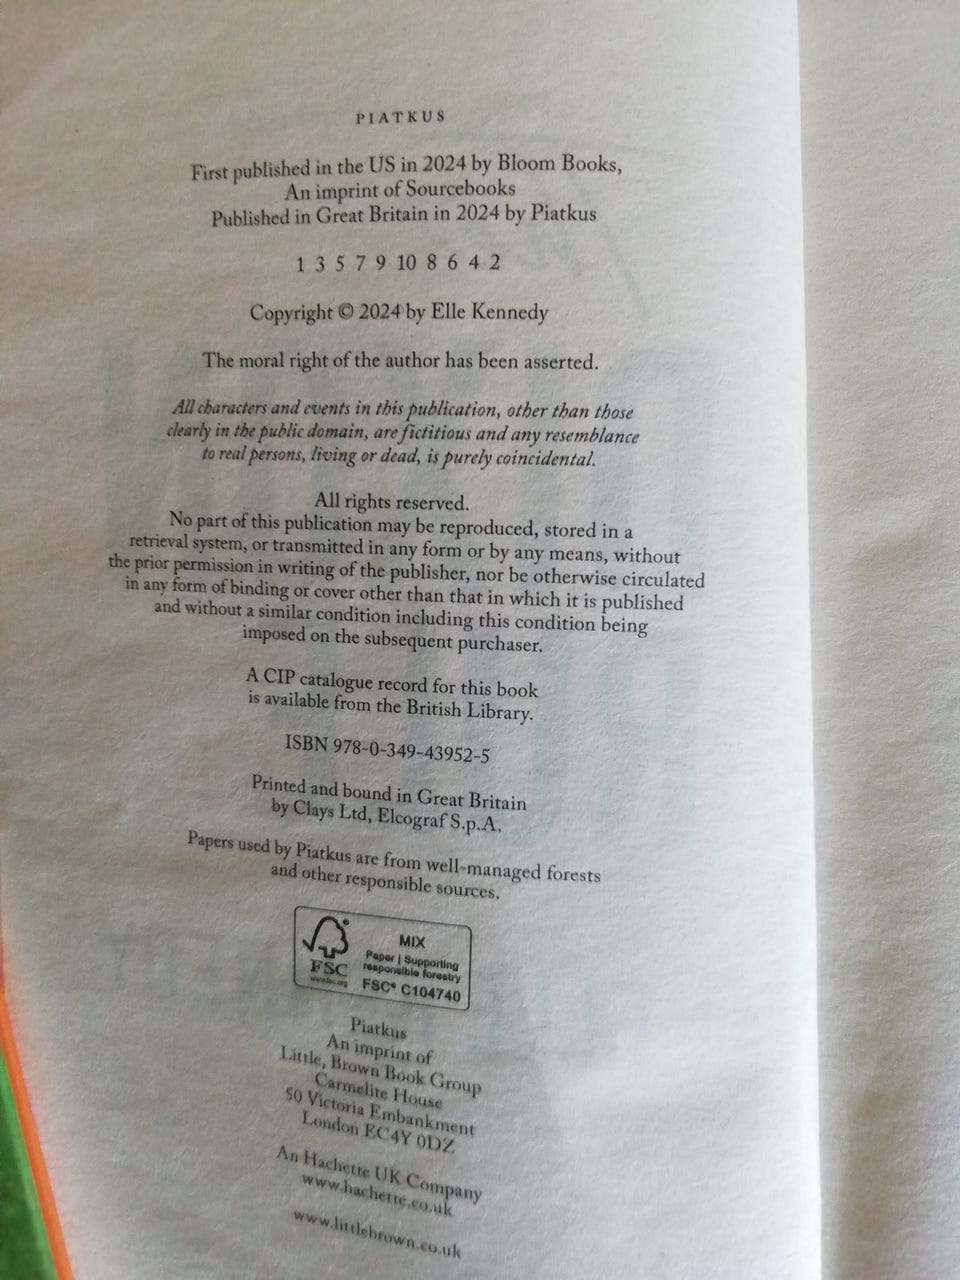 PIATKUS
First published in the US in 2024 by Bloom Books,
An imprint of Sourcebooks
Published in Great Britain in 2024 by Piatkus
1 3 5 7 9 10 8 6 4 2
Copyright © 2024 by Elle Kennedy
The moral right of the author has been asserted.
All characters and events in this publication, other than those
clearly in the public domain, are fictitious and any resemblance
to real persons, living or dead, is purely coincidental.
All rights reserved.
No part of this publication may be reproduced, stored in a
retrieval system, or transmitted in any form or by any means, without
the prior permission in writing of the publisher, nor be otherwise circulated
in any form of binding or cover other than that in which it is published
and without a similar condition including this condition being
imposed on the subsequent purchaser.
A CIP catalogue record for this book
is available from the British Library.
ISBN 978-0-349-43952-5
Printed and bound in Great Britain
by Clays Ltd, Elcograf S.p.A.
Papers used by Piatkus are from well-managed forests
and other responsible sources.
FSC
www.fsc.org
MIX
Paper | Supporting
responsible forestry
FSC® C104740
Piatkus
An imprint of
Little, Brown Book Group
Carmelite House
50 Victoria Embankment
London EC4Y 0DZ
An Hachette UK Company
www.hachette.co.uk
www.littlebrown.co.uk